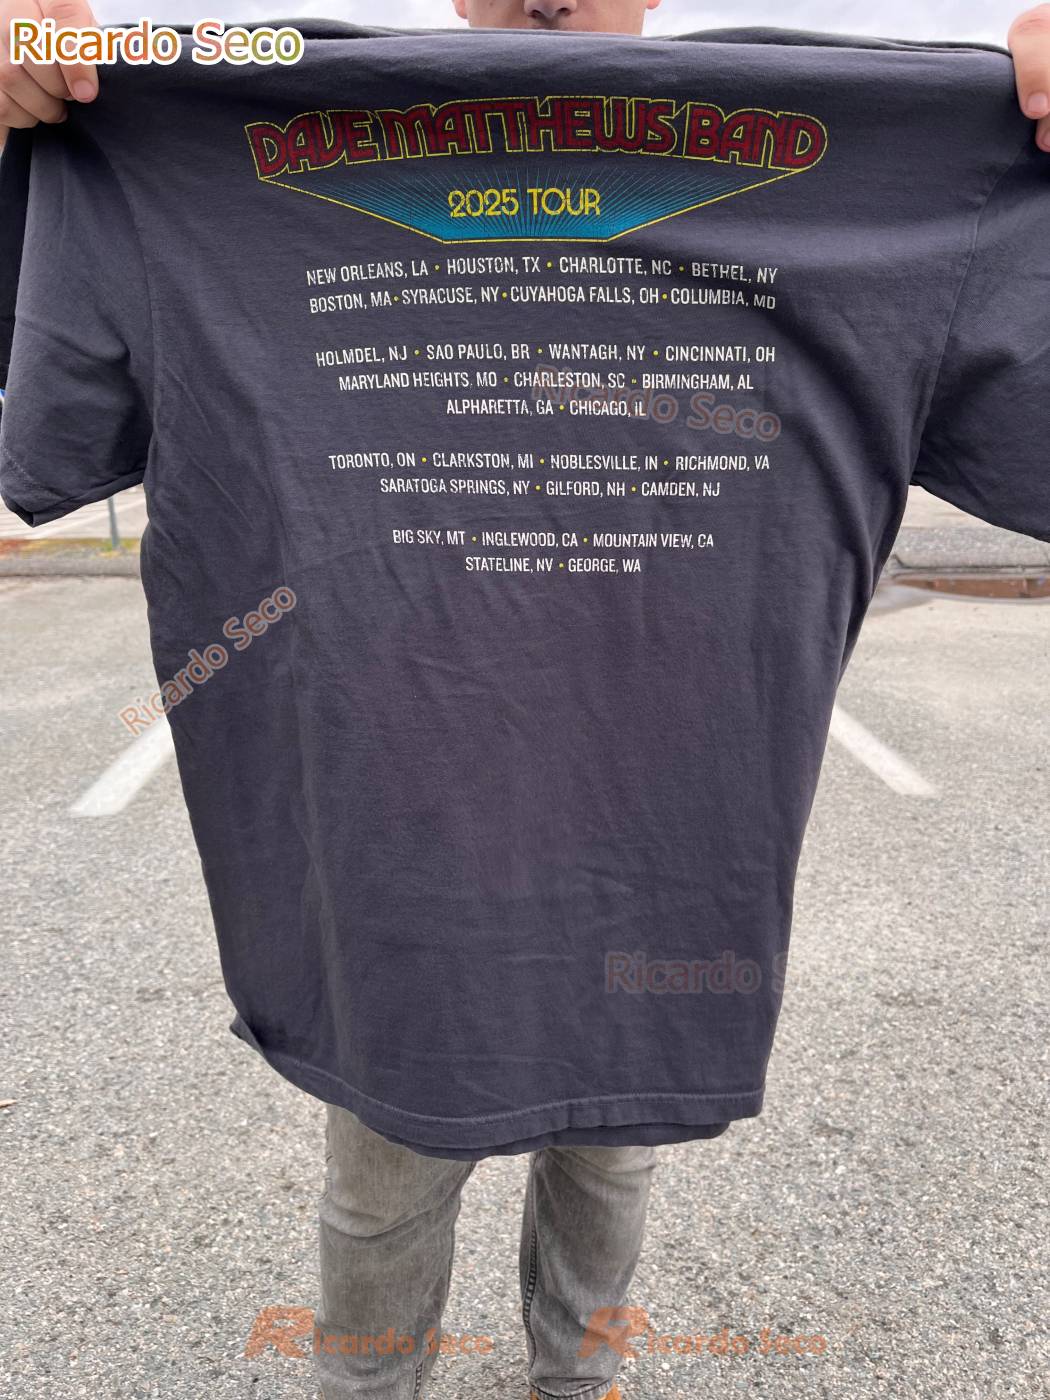 Ricardo Seco
DAVE MATTHEWS BAND
2025 TOUR
NEW ORLEANS, LA • HOUSTON, TX • CHARLOTTE, NC • BETHEL, NY
BOSTON, MA • SYRACUSE, NY • CUYAHOGA FALLS, OH • COLUMBIA, MD
HOLMDEL, NJ • SAO PAULO, BR • WANTAGH, NY • CINCINNATI, OH
MARYLAND HEIGHTS, MO • CHARLESTON, SC • BIRMINGHAM, AL
Ricardo Seco
ALPHARETTA, GA • CHICAGO, IL
TORONTO, ON • CLARKSTON, MI • NOBLESVILLE, IN • RICHMOND, VA
SARATOGA SPRINGS, NY • GILFORD, NH • CAMDEN, NJ
BIG SKY, MT • INGLEWOOD, CA • MOUNTAIN VIEW, CA
STATELINE, NV • GEORGE, WA
Ricardo Seco
Ricardo S
Ricardo Seco
Ricardo Seco